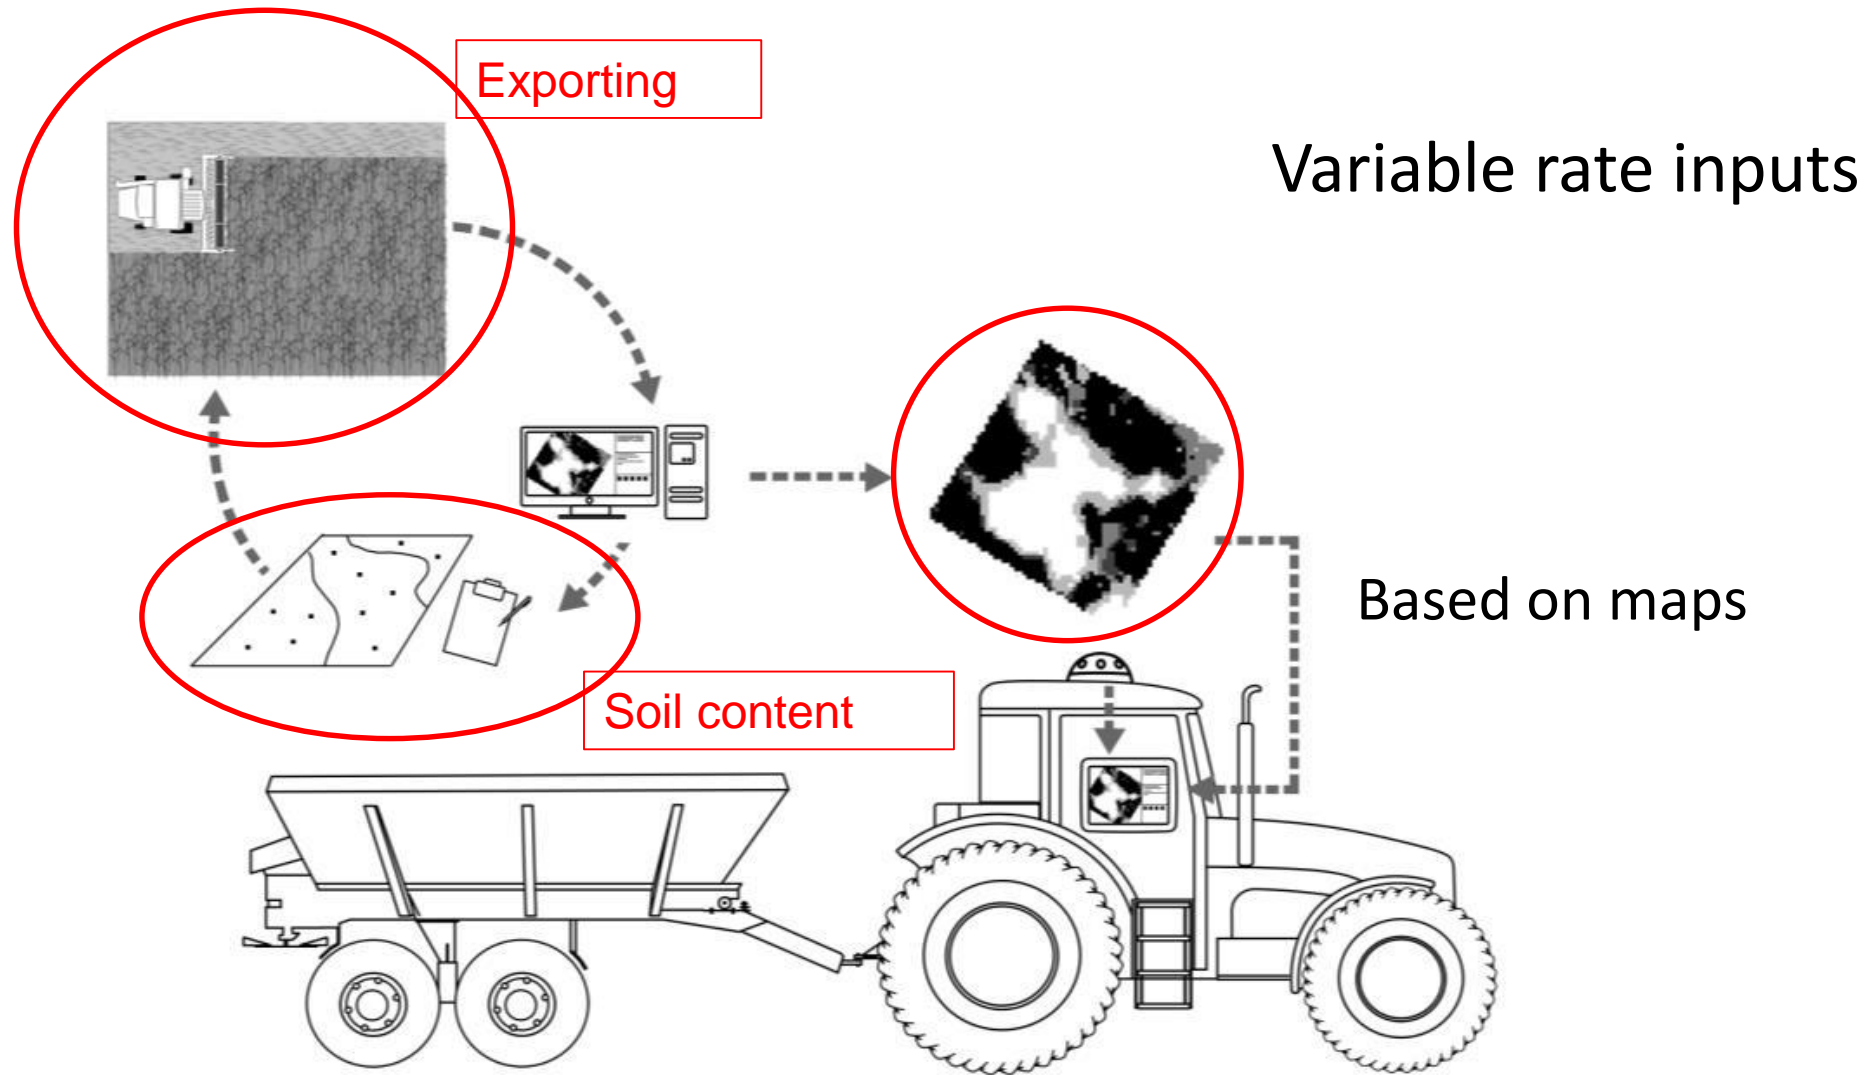 Exporting
Variable rate inputs
Based on maps
Soil content